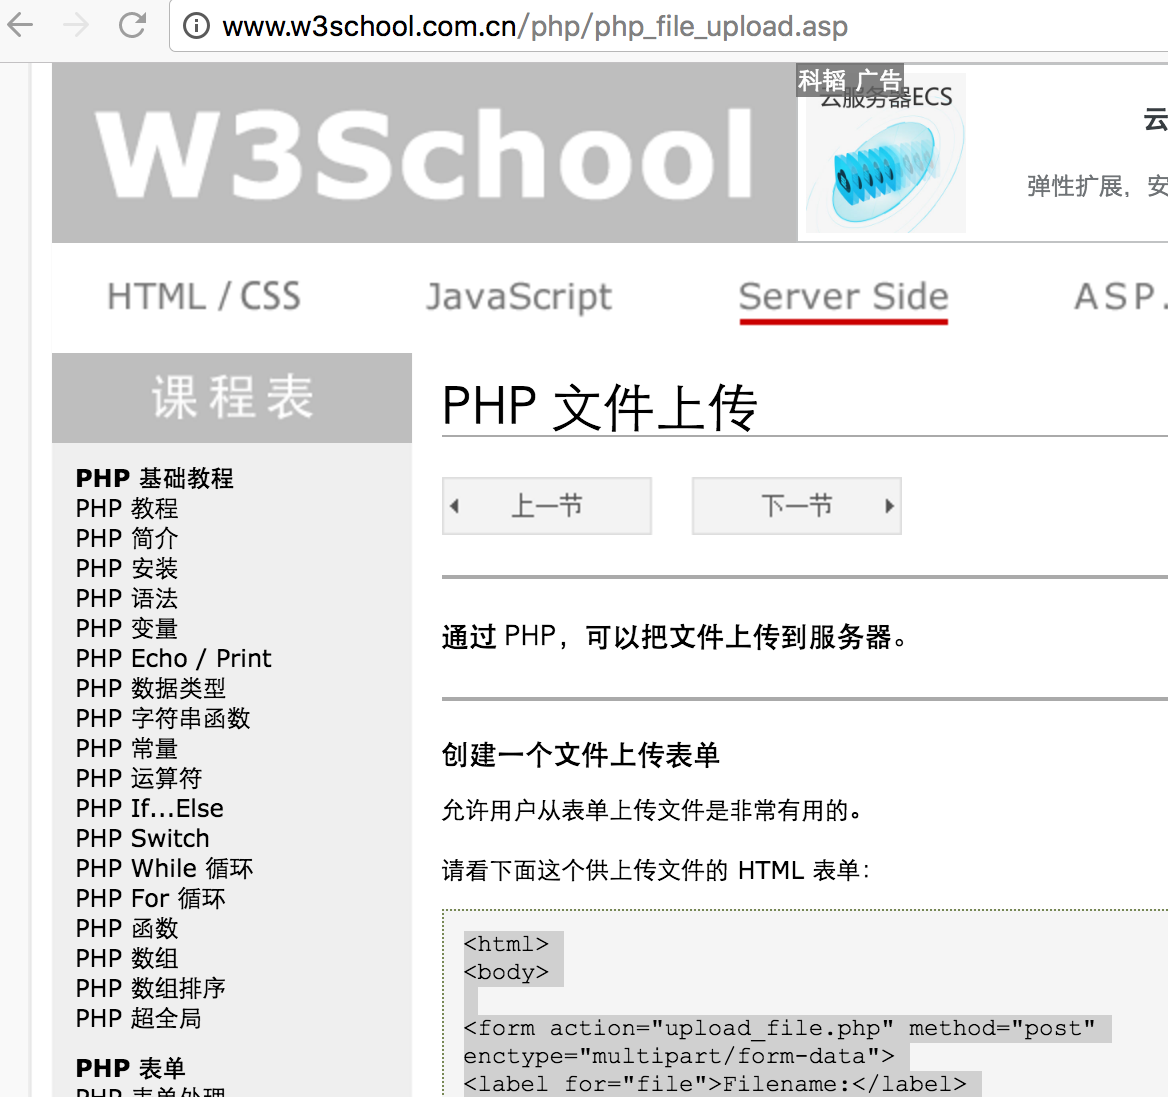 www.w3school.com.cn/php/php_file_upload.asp
W3School
科韬 广告
云服务器ECS
云
弹性扩展，安
HTML / CSS
JavaScript
Server Side
ASP.
课程表
PHP 基础教程
PHP 教程
PHP 简介
PHP 安装
PHP 语法
PHP 变量
PHP Echo / Print
PHP 数据类型
PHP 字符串函数
PHP 常量
PHP 运算符
PHP If...Else
PHP Switch
PHP While 循环
PHP For 循环
PHP 函数
PHP 数组
PHP 数组排序
PHP 超全局
PHP 表单
PHP 表单处理
PHP 文件上传
上一节
下一节
通过 PHP，可以把文件上传到服务器。
创建一个文件上传表单
允许用户从表单上传文件是非常有用的。
请看下面这个供上传文件的 HTML 表单：
<html>
<body>
<form action="upload_file.php" method="post"
enctype="multipart/form-data">
<label for="file">Filename:</label>